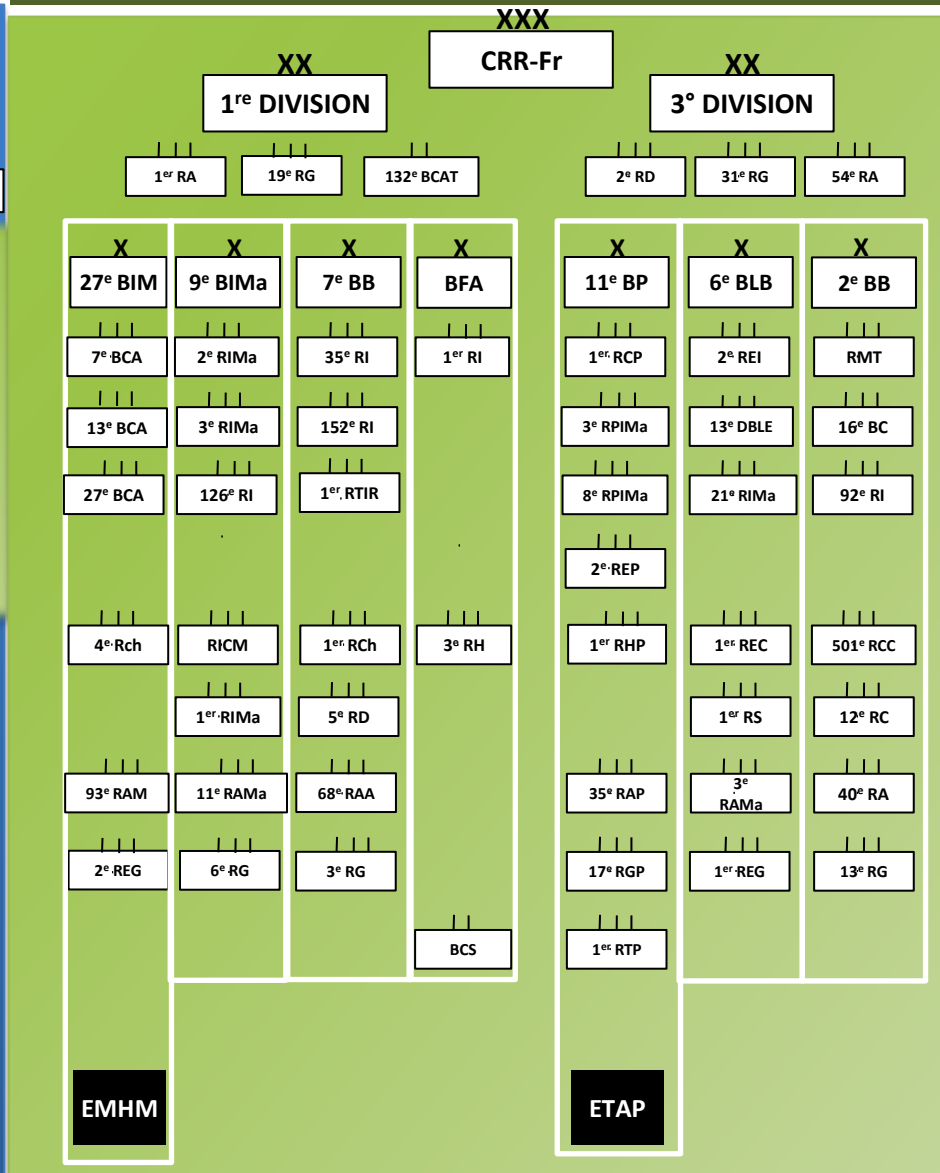 XXX
CRR-Fr
XX
XX
1re DIVISION
3° DIVISION
1er RA
19e RG
132e BCAT
2e RD
31e RG
54e RA
X
X
X
X
X
X
X
27e BIM
9e BIMa
7e BB
BFA
11e BP
6e BLB
2e BB
7e BCA
2e RIMa
35e RI
1er RI
1er RCP
2e REI
RMT
13e BCA
3e RIMa
152e RI
3e RPIMa
13e DBLE
16e BC
27e BCA
126e RI
1er RTIR
8e RPIMa
21e RIMa
92e RI
2e REP
4e Rch
RICM
1er RCh
3e RH
1er RHP
1er REC
501e RCC
1er RIMa
5e RD
1er RS
12e RC
93e RAM
11e RAMa
68e RAA
35e RAP
3e
RAMa
40e RA
2e REG
6e RG
3e RG
17e RGP
1er REG
13e RG
BCS
1er RTP
EMHM
ETAP